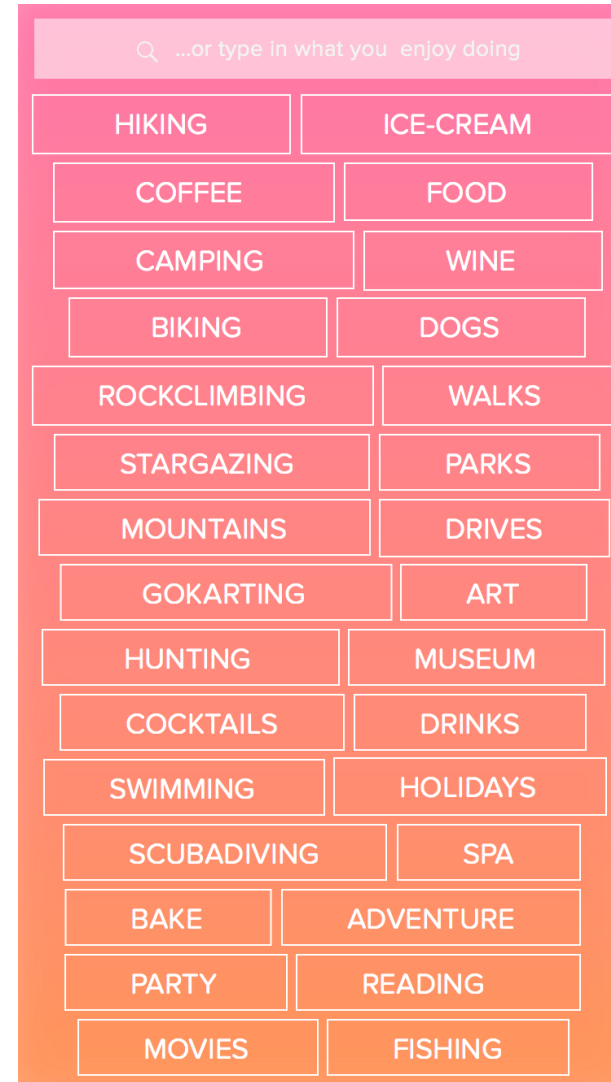 ...or type in what you enjoy doing
HIKING ICE-CREAM
COFFEE FOOD
CAMPING WINE
BIKING DOGS
ROCKCLIMBING WALKS
STARGAZING PARKS
MOUNTAINS DRIVES
GOKARTING ART
HUNTING MUSEUM
COCKTAILS DRINKS
SWIMMING HOLIDAYS
SCUBADIVING SPA
BAKE ADVENTURE
PARTY READING
MOVIES FISHING